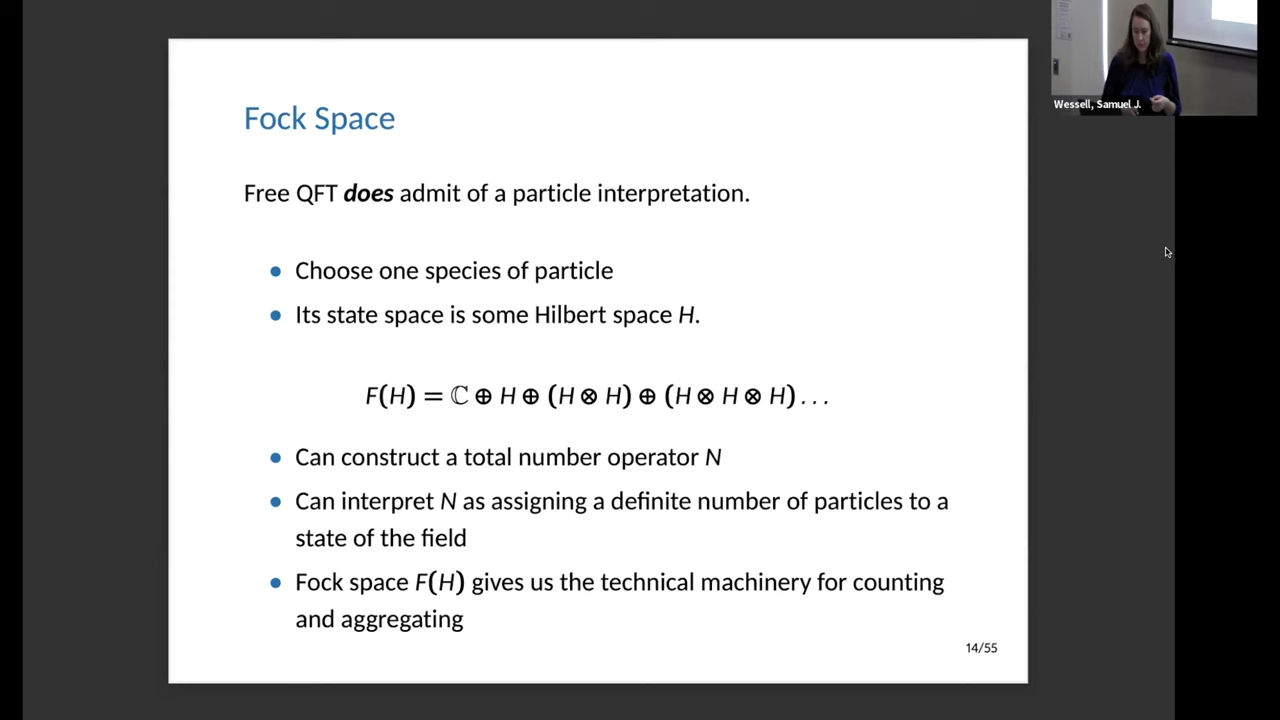 Fock Space
Free QFT does admit of a particle interpretation.
• Choose one species of particle
• Its state space is some Hilbert space H.
F(H) = ℂ ⊕ H ⊕ (H ⊗ H) ⊕ (H ⊗ H ⊗ H) . . .
• Can construct a total number operator N
• Can interpret N as assigning a definite number of particles to a
state of the field
• Fock space F(H) gives us the technical machinery for counting
and aggregating
14/55
Wessell, Samuel J.